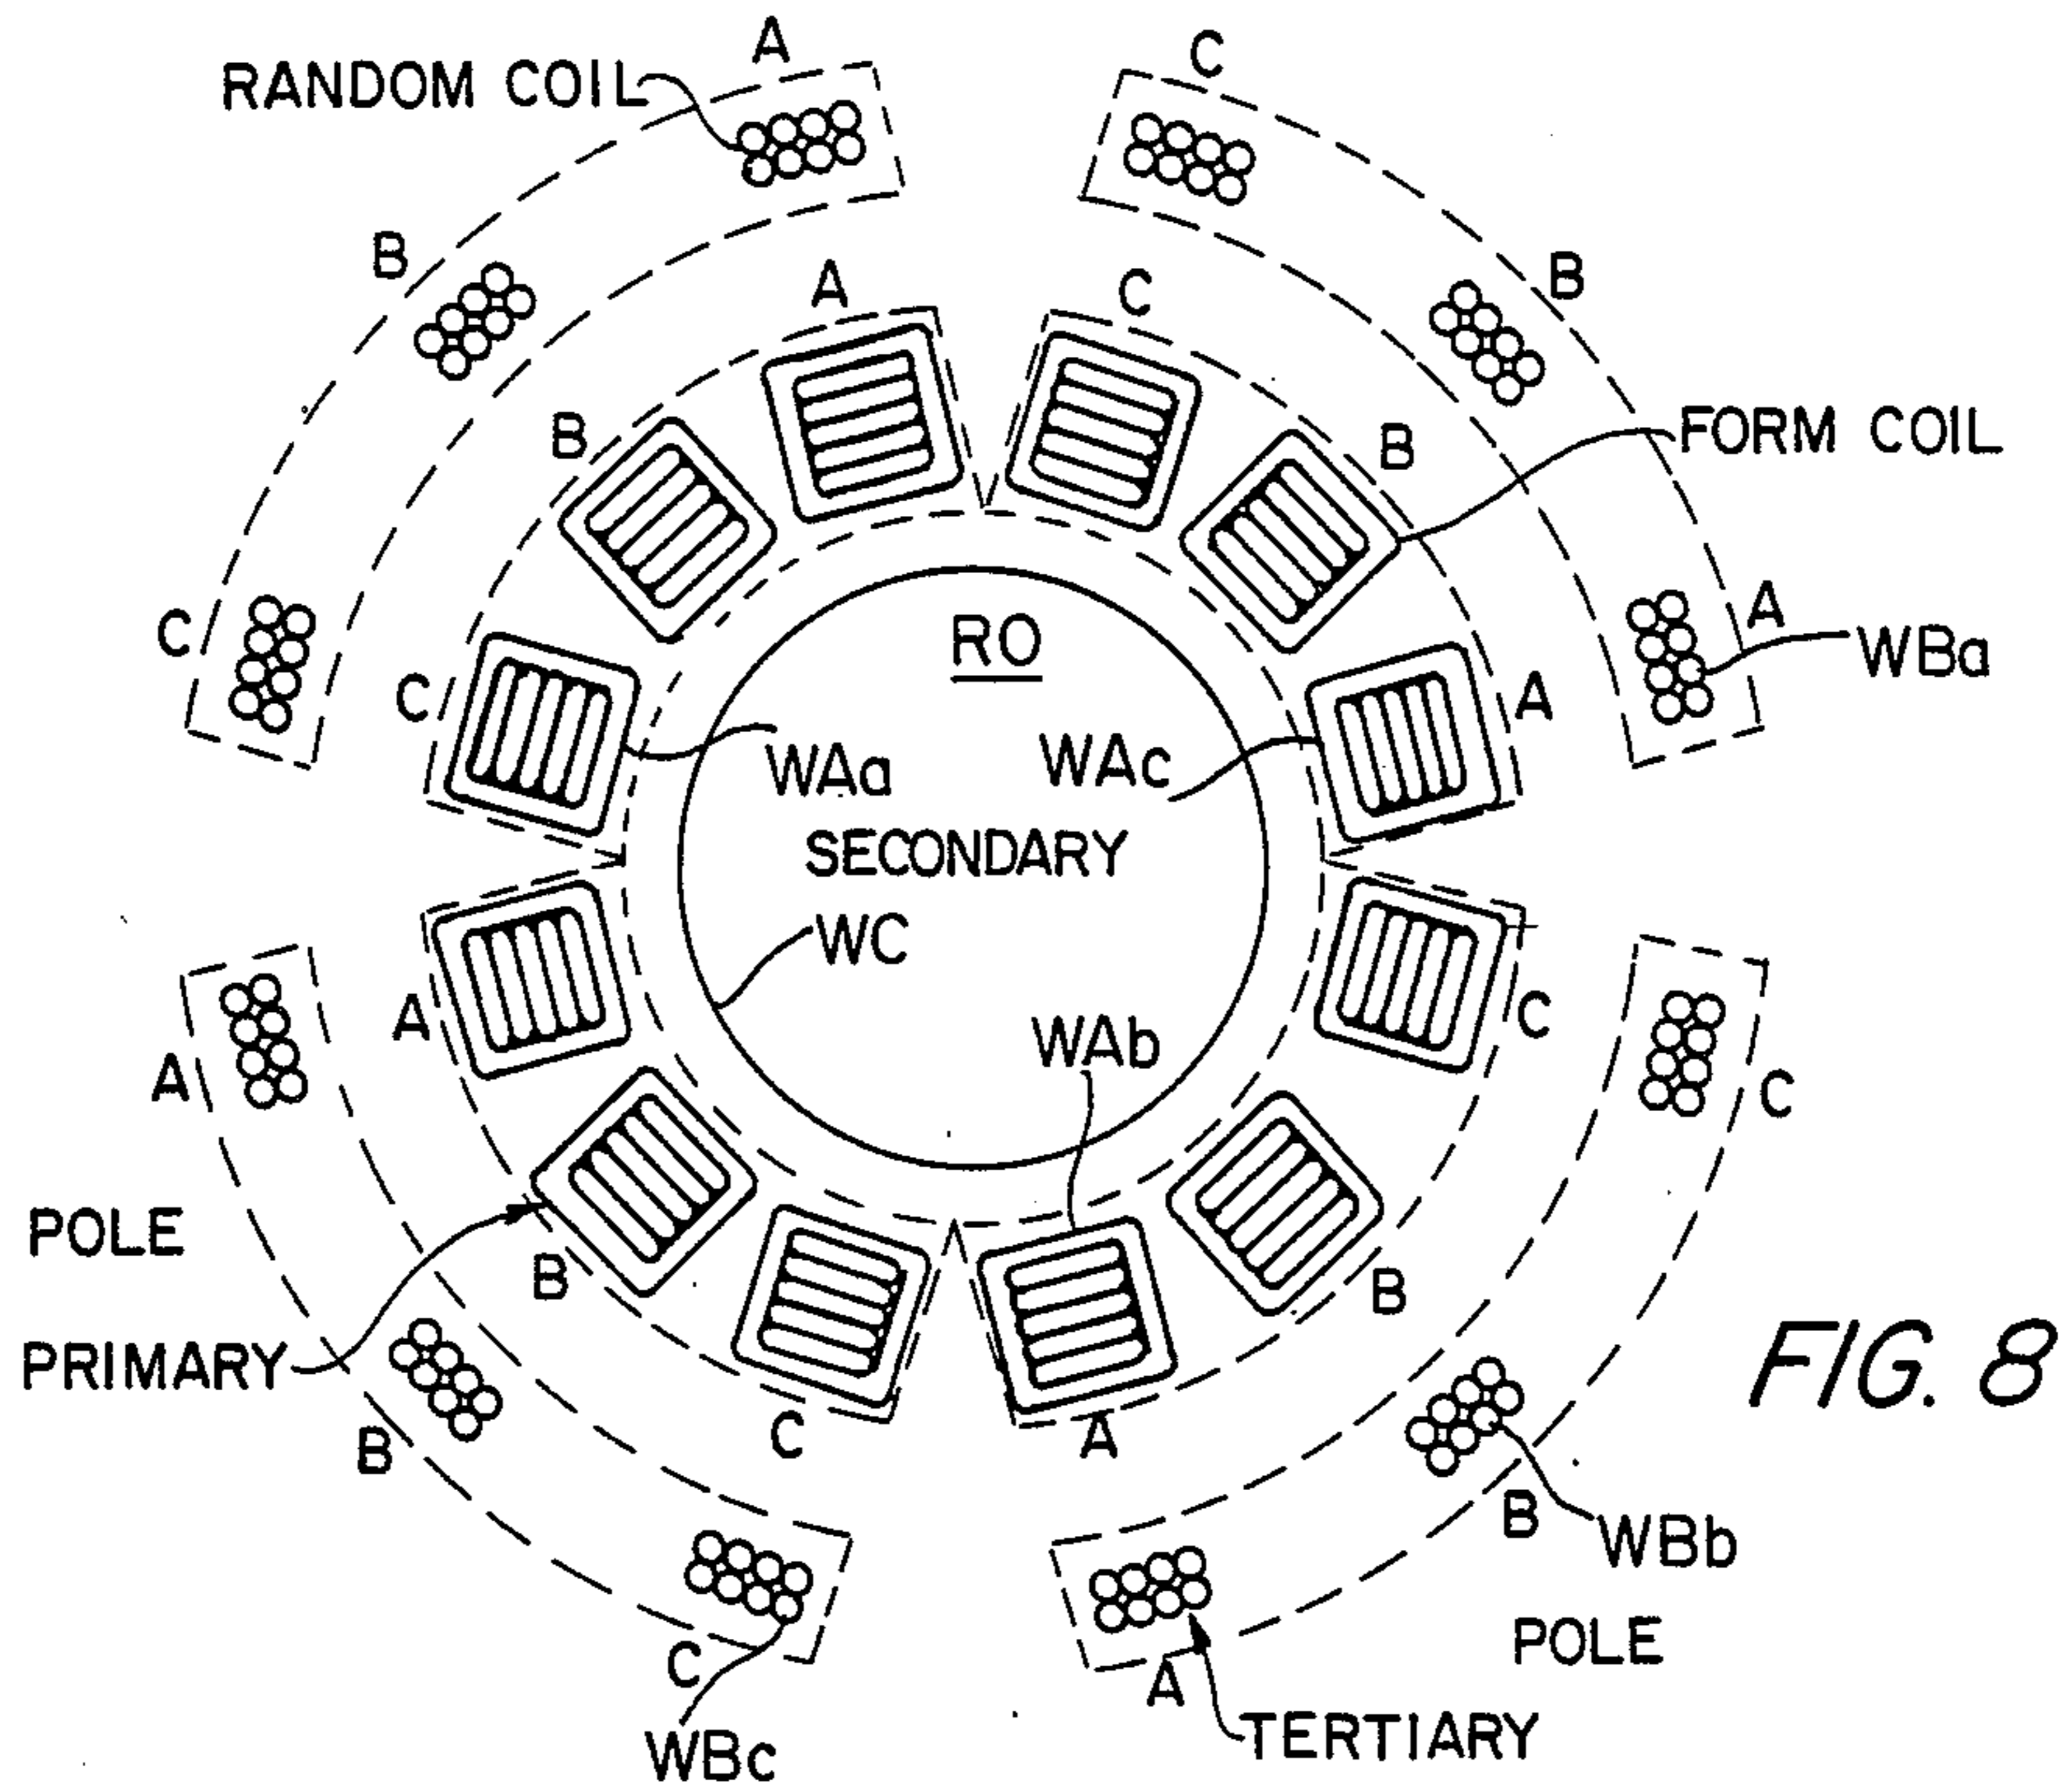 A
C
RANDOM COIL
B
B
A
C
B
B
FORM COIL
C
A
WBa
RO
C
A
WAa
WAc
SECONDARY
WC
A
C
WAb
A
C
POLE
B
B
PRIMARY
FIG. 8
B
C
A
B
WBb
C
A
POLE
WBc
TERTIARY